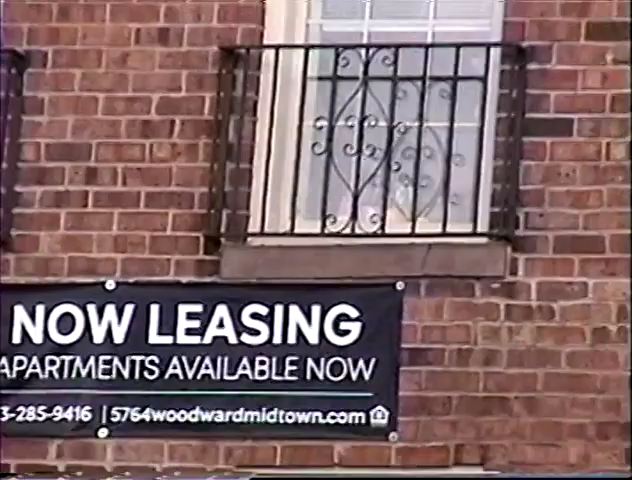 NOW LEASING
APARTMENTS AVAILABLE NOW
3-285-9416 | 5764woodwardmidtown.com